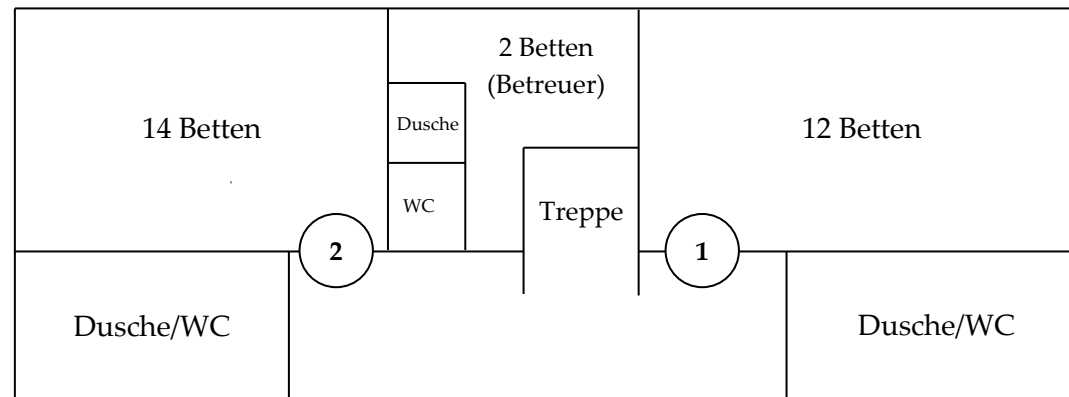 2 Betten
(Betreuer)
14 Betten
Dusche
12 Betten
WC
Treppe
2
1
Dusche/WC
Dusche/WC